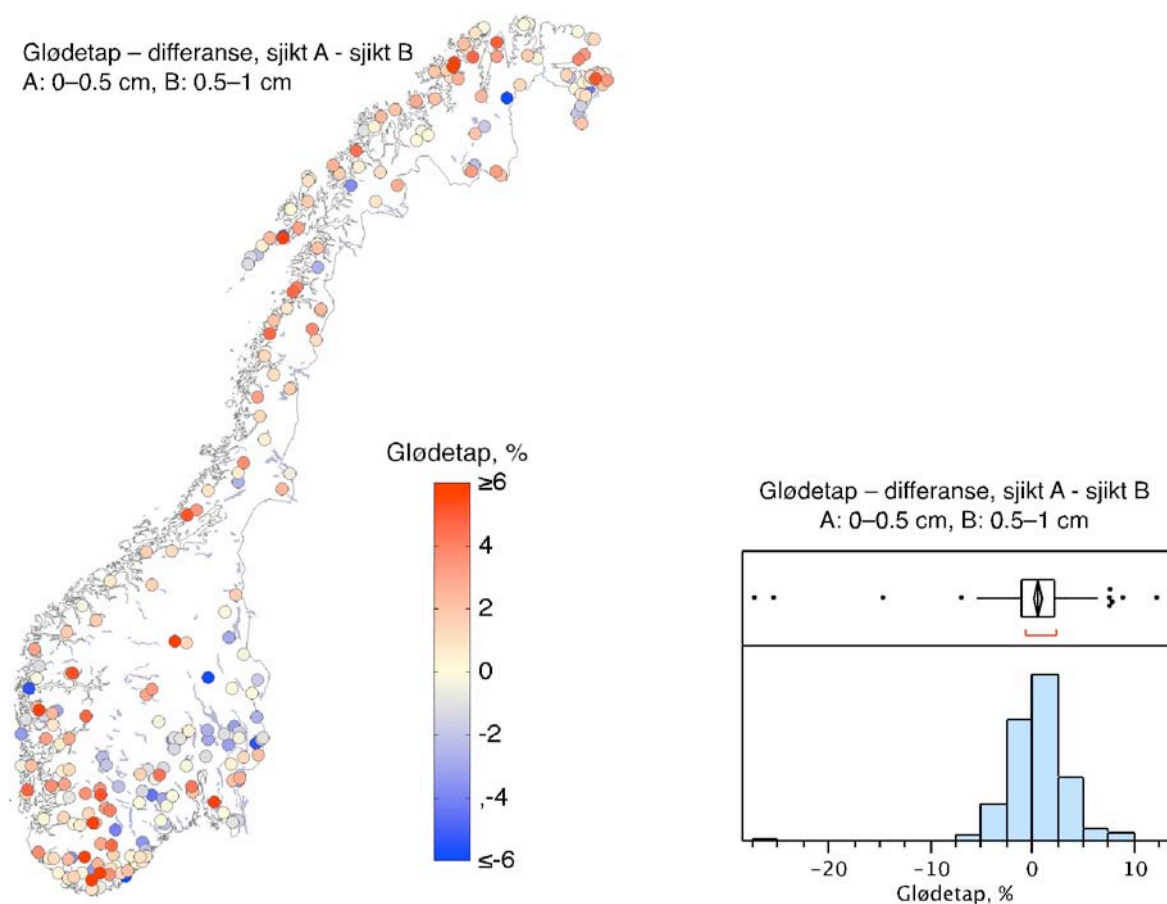 Glødetap – differanse, sjikt A - sjikt B
A: 0–0.5 cm, B: 0.5–1 cm
Glødetap, %
≥6
4
2
0
-2
, -4
≤-6
Glødetap – differanse, sjikt A - sjikt B
A: 0–0.5 cm, B: 0.5–1 cm
-20 -10 0 10
Glødetap, %